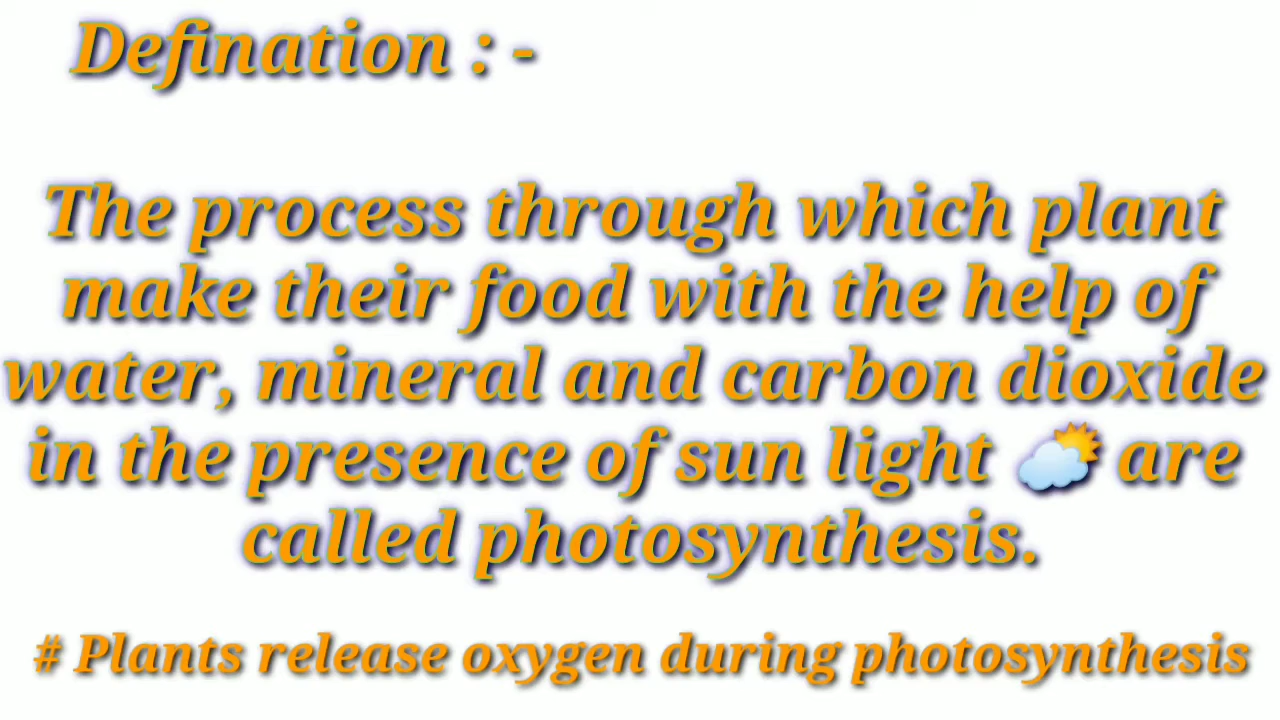 Defination : -
The process through which plant
make their food with the help of
water, mineral and carbon dioxide
in the presence of sun light 🌤️ are
called photosynthesis.
# Plants release oxygen during photosynthesis